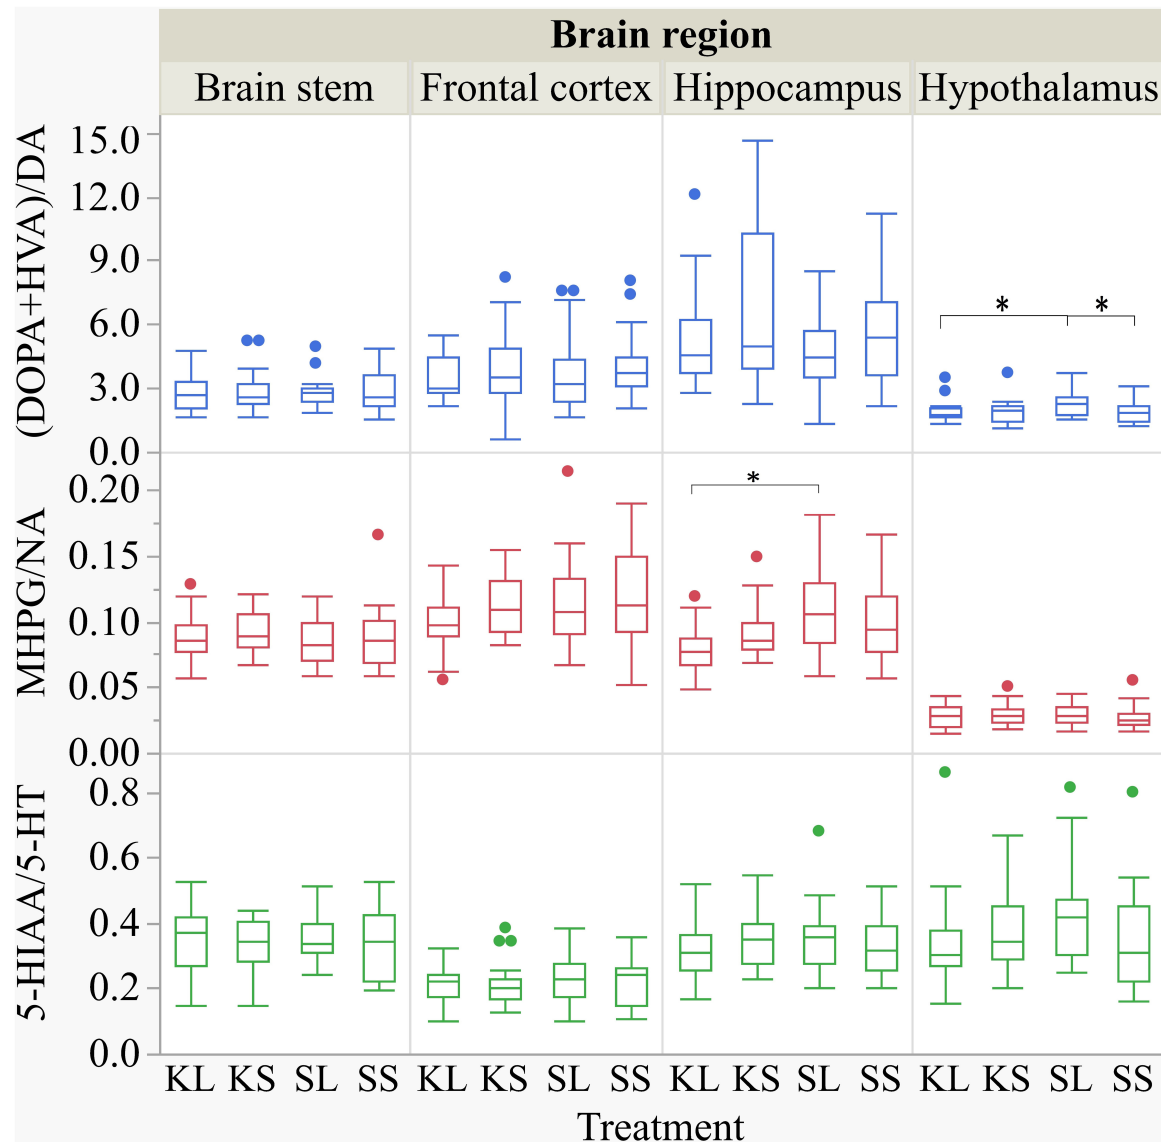 Brain region
Brain stem Frontal cortex Hippocampus Hypothalamus
(DOPA+HVA)/DA
15.0
12.0
9.0
6.0
3.0
0.0
* *
MHPG/NA
0.20
0.15
0.10
0.05
0.00
*
5-HIAA/5-HT
0.8
0.6
0.4
0.2
0.0
KL KS SL SS KL KS SL SS KL KS SL SS KL KS SL SS
Treatment